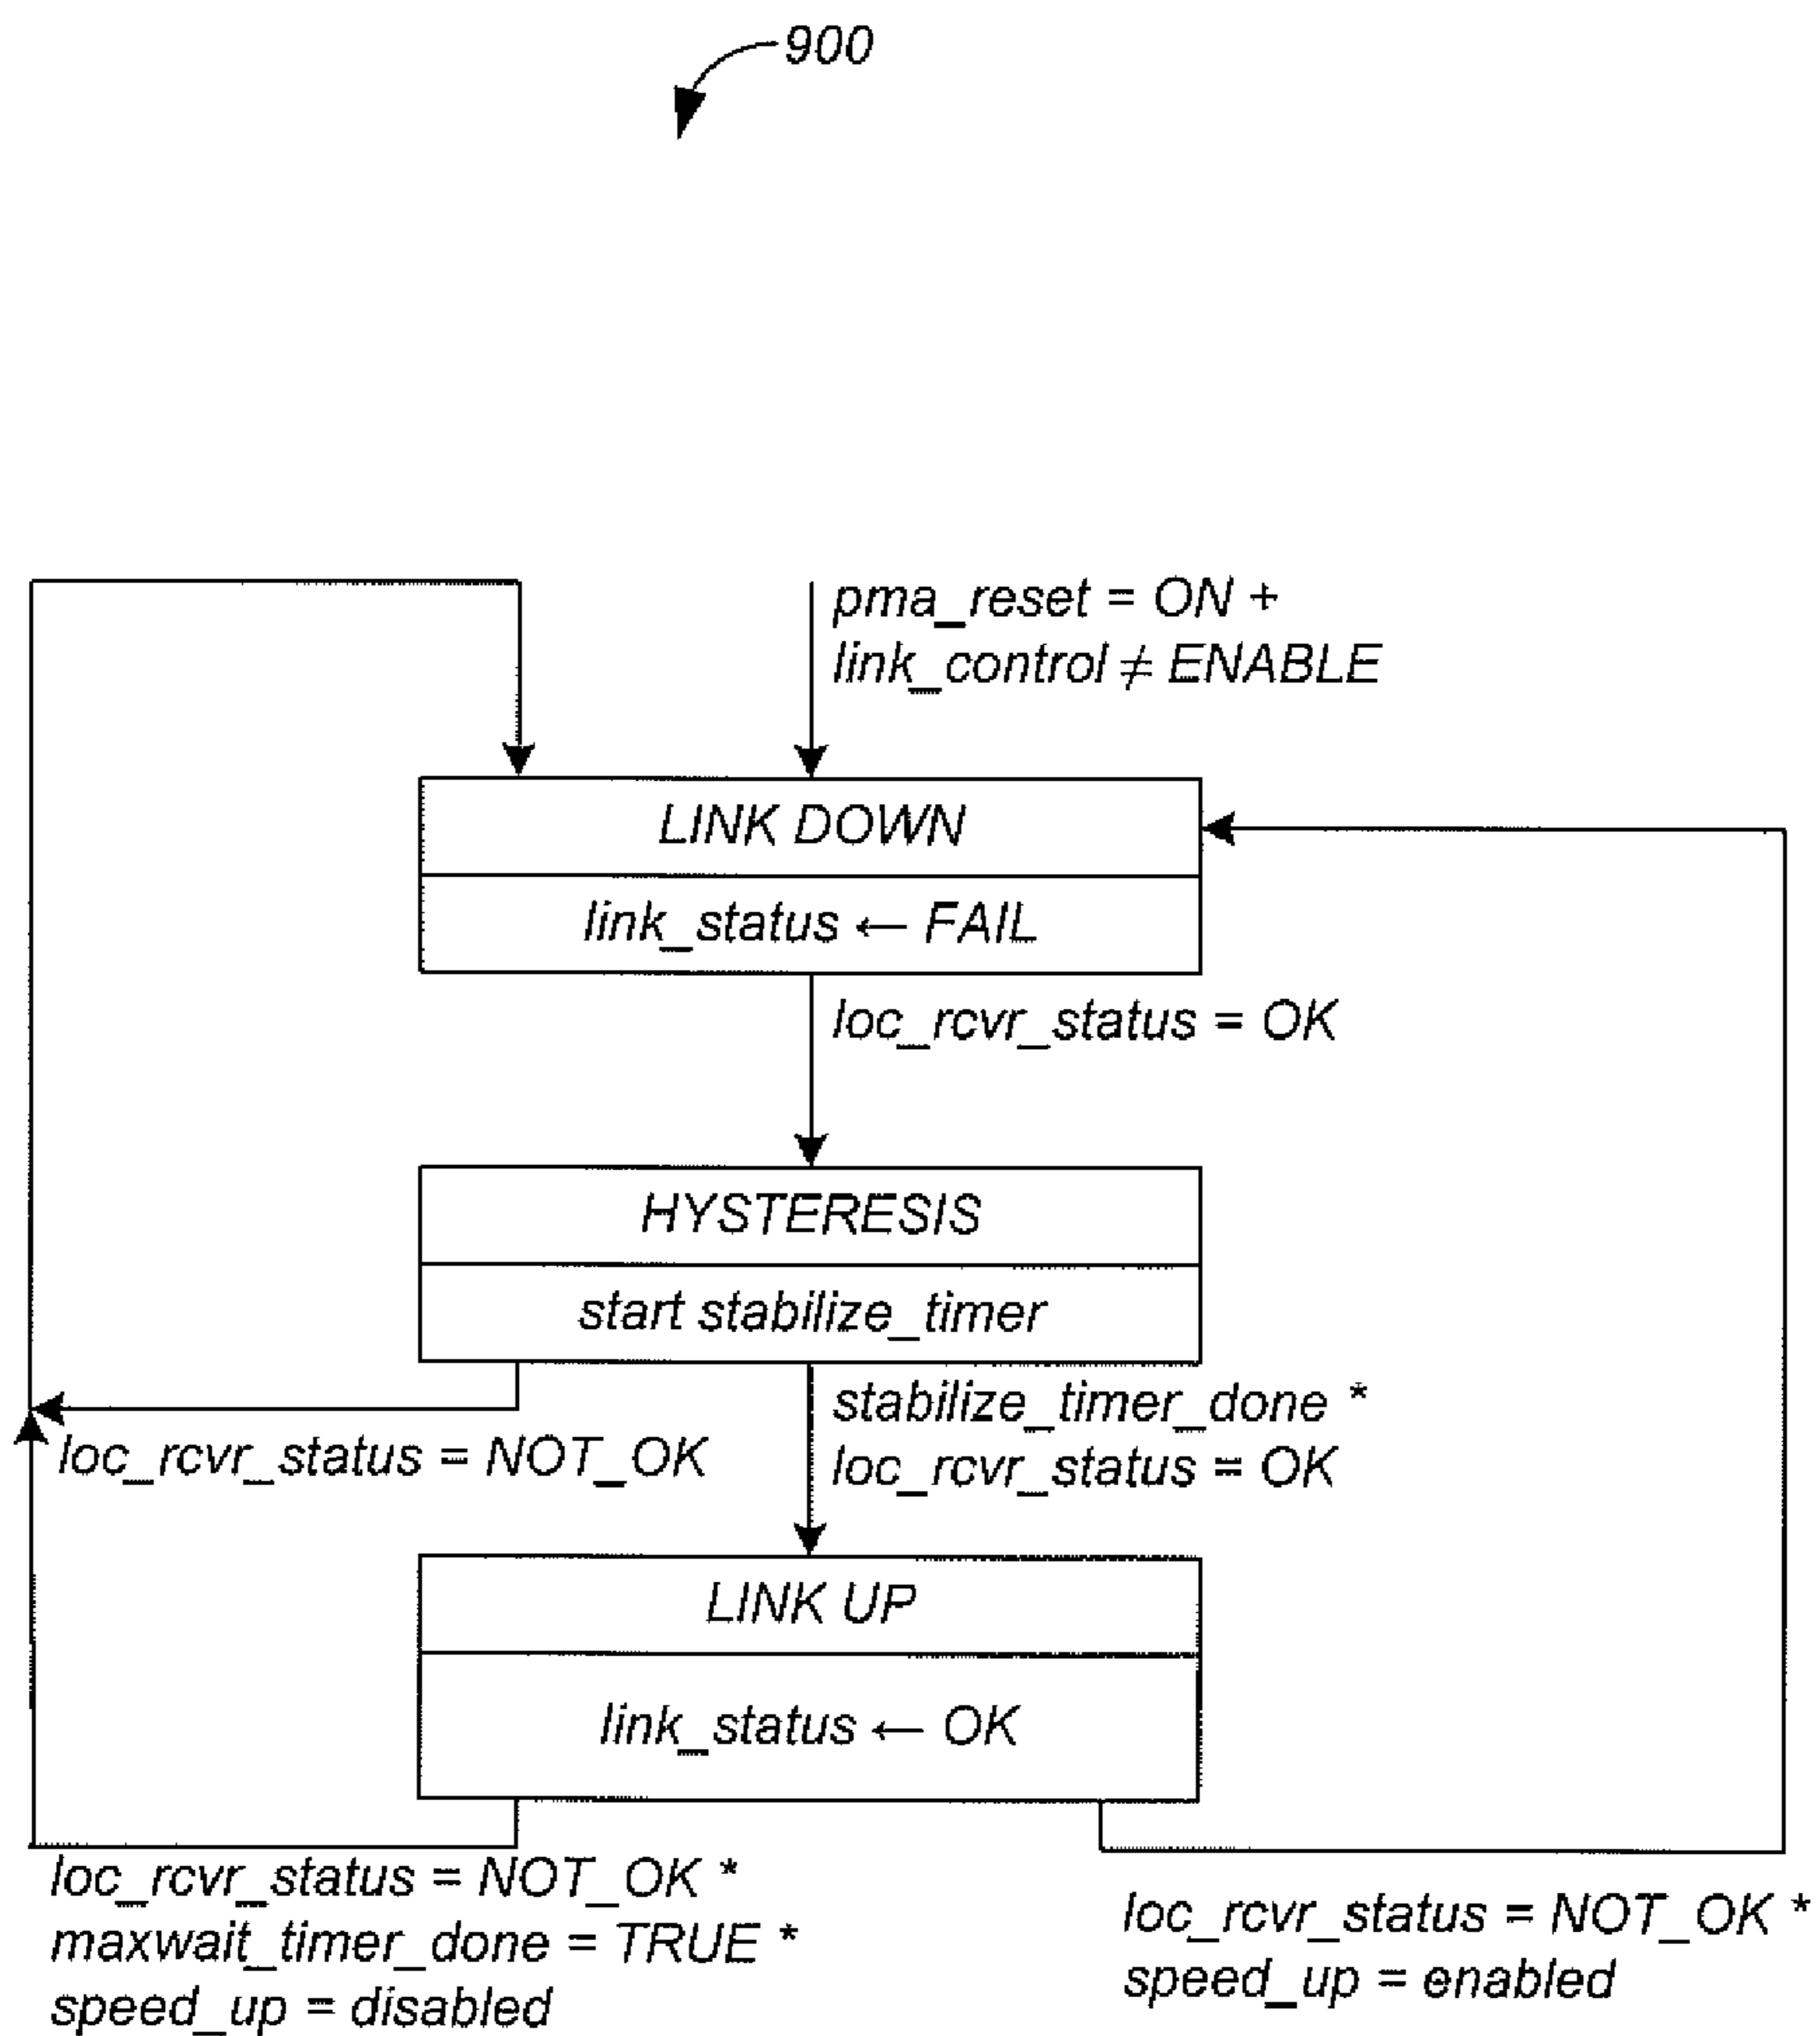 900
pma_reset = ON +
link_control ≠ ENABLE
LINK DOWN
link_status ← FAIL
loc_rcvr_status = OK
HYSTERESIS
start stabilize_timer
stabilize_timer_done *
loc_rcvr_status = OK
loc_rcvr_status = NOT_OK
LINK UP
link_status ← OK
loc_rcvr_status = NOT_OK *
maxwait_timer_done = TRUE *
speed_up = disabled
loc_rcvr_status = NOT_OK *
speed_up = enabled